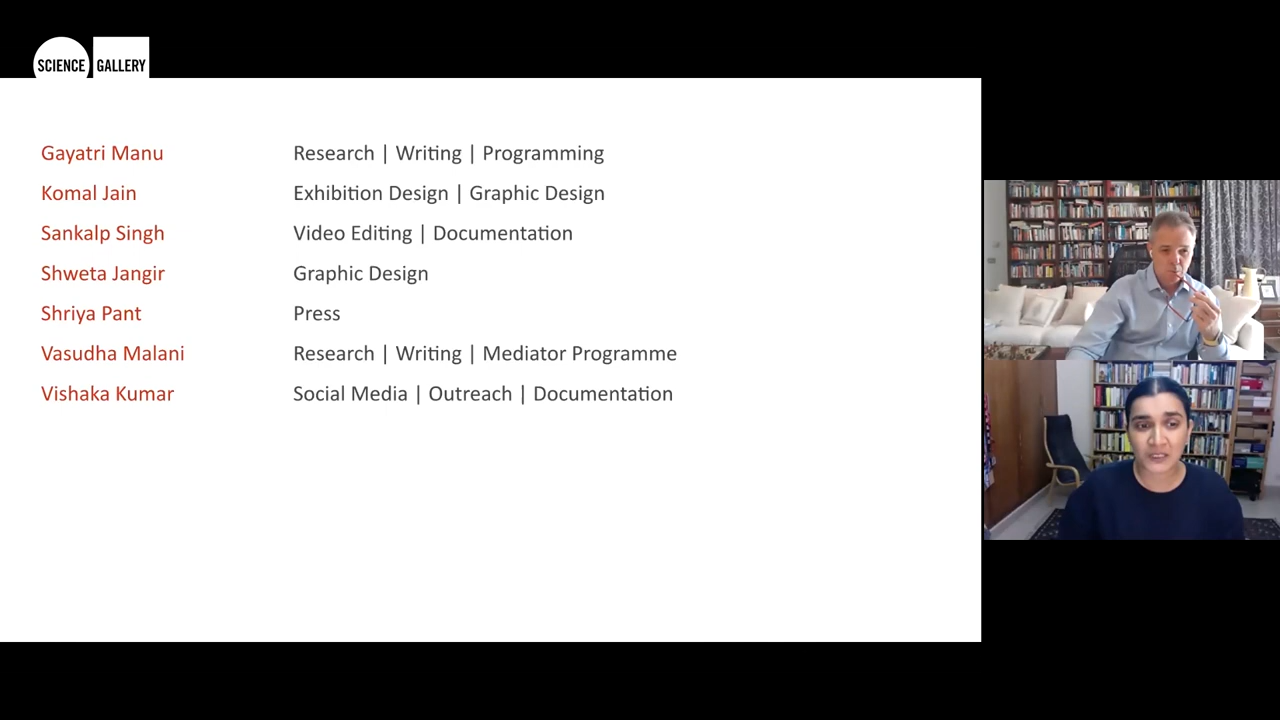 SCIENCE GALLERY
Gayatri Manu Research | Writing | Programming
Komal Jain Exhibition Design | Graphic Design
Sankalp Singh Video Editing | Documentation
Shweta Jangir Graphic Design
Shriya Pant Press
Vasudha Malani Research | Writing | Mediator Programme
Vishaka Kumar Social Media | Outreach | Documentation